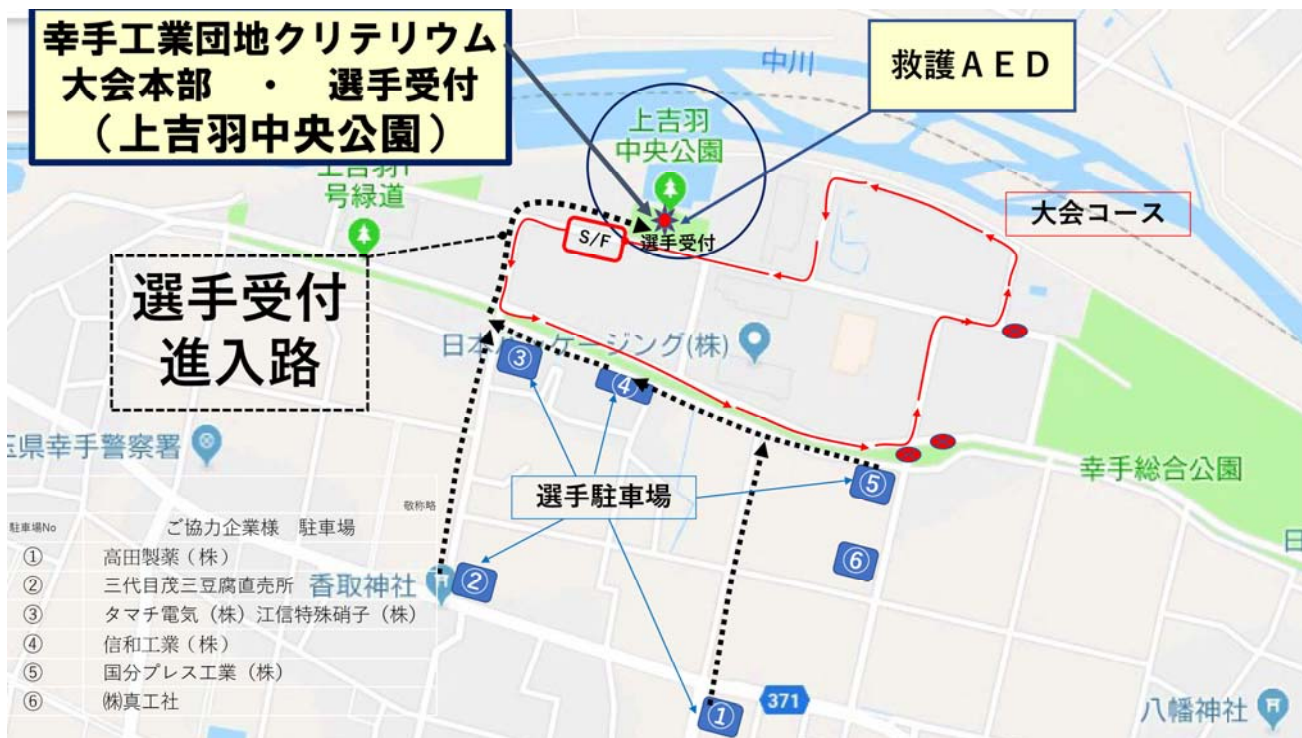 幸手工業団地クリテリウム
大会本部 ・ 選手受付
(上吉羽中央公園)
救護AED
中川
上吉羽
中央公園
号緑道
大会コース
S/F
選手受付
選手受付
進入路
③
④
⑤
⑥
②
①
選手駐車場
幸手総合公園
玉県幸手警察署
香取神社
371
八幡神社
敬称略
駐車場No ご協力企業様 駐車場
① 高田製薬(株)
② 三代目茂三豆腐直売所
③ タマチ電気(株)江信特殊硝子(株)
④ 信和工業(株)
⑤ 国分プレス工業(株)
⑥ ㈱真工社